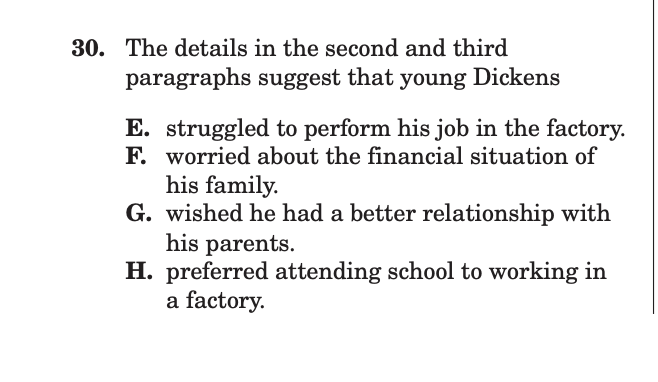 30. The details in the second and third
paragraphs suggest that young Dickens
E. struggled to perform his job in the factory.
F. worried about the financial situation of
his family.
G. wished he had a better relationship with
his parents.
H. preferred attending school to working in
a factory.